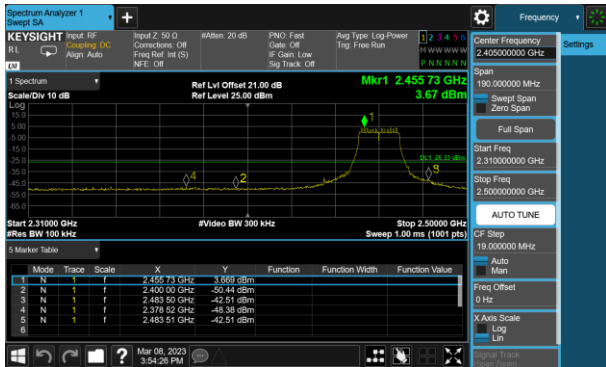 Spectrum Analyzer 1
Swept SA
Frequency
KEYSIGHT
Input: RF
Coupling: DC
Align: Auto
Input Z: 50 Ω
Corrections: Off
Freq Ref: Int (S)
NFE: Off
#Atten: 20 dB
PNO: Fast
Gate: Off
IF Gain: Low
Sig Track: Off
Avg Type: Log-Power
Trig: Free Run
1 2 3 4 5 6
M W W W W W
P N N N N N
RL
Center Frequency
2.405000000 GHz
Settings
Span
190.000000 MHz
Swept Span
Zero Span
Full Span
Start Freq
2.310000000 GHz
Stop Freq
2.500000000 GHz
AUTO TUNE
CF Step
19.000000 MHz
Auto
Man
Freq Offset
0 Hz
X Axis Scale
Log
Lin
Signal Track
(Span Zoom)
1 Spectrum
Scale/Div 10 dB
Ref Lvl Offset 21.00 dB
Ref Level 25.00 dBm
Mkr1 2.455 73 GHz
3.67 dBm
Log
15.0
5.00
-5.00
-15.0
-25.0
-35.0
-45.0
-55.0
-65.0
1
DL1 -26.33 dBm
4
2
Start 2.31000 GHz
#Res BW 100 kHz
#Video BW 300 kHz
Stop 2.50000 GHz
Sweep 1.00 ms (1001 pts)
5 Marker Table
Mode Trace Scale X Y Function Function Width Function Value
1 N 1 f 2.455 73 GHz 3.669 dBm
2 N 1 f 2.400 00 GHz -50.44 dBm
3 N 1 f 2.483 50 GHz -42.51 dBm
4 N 1 f 2.378 52 GHz -48.38 dBm
5 N 1 f 2.483 51 GHz -42.51 dBm
6
?
Mar 08, 2023
3:54:26 PM